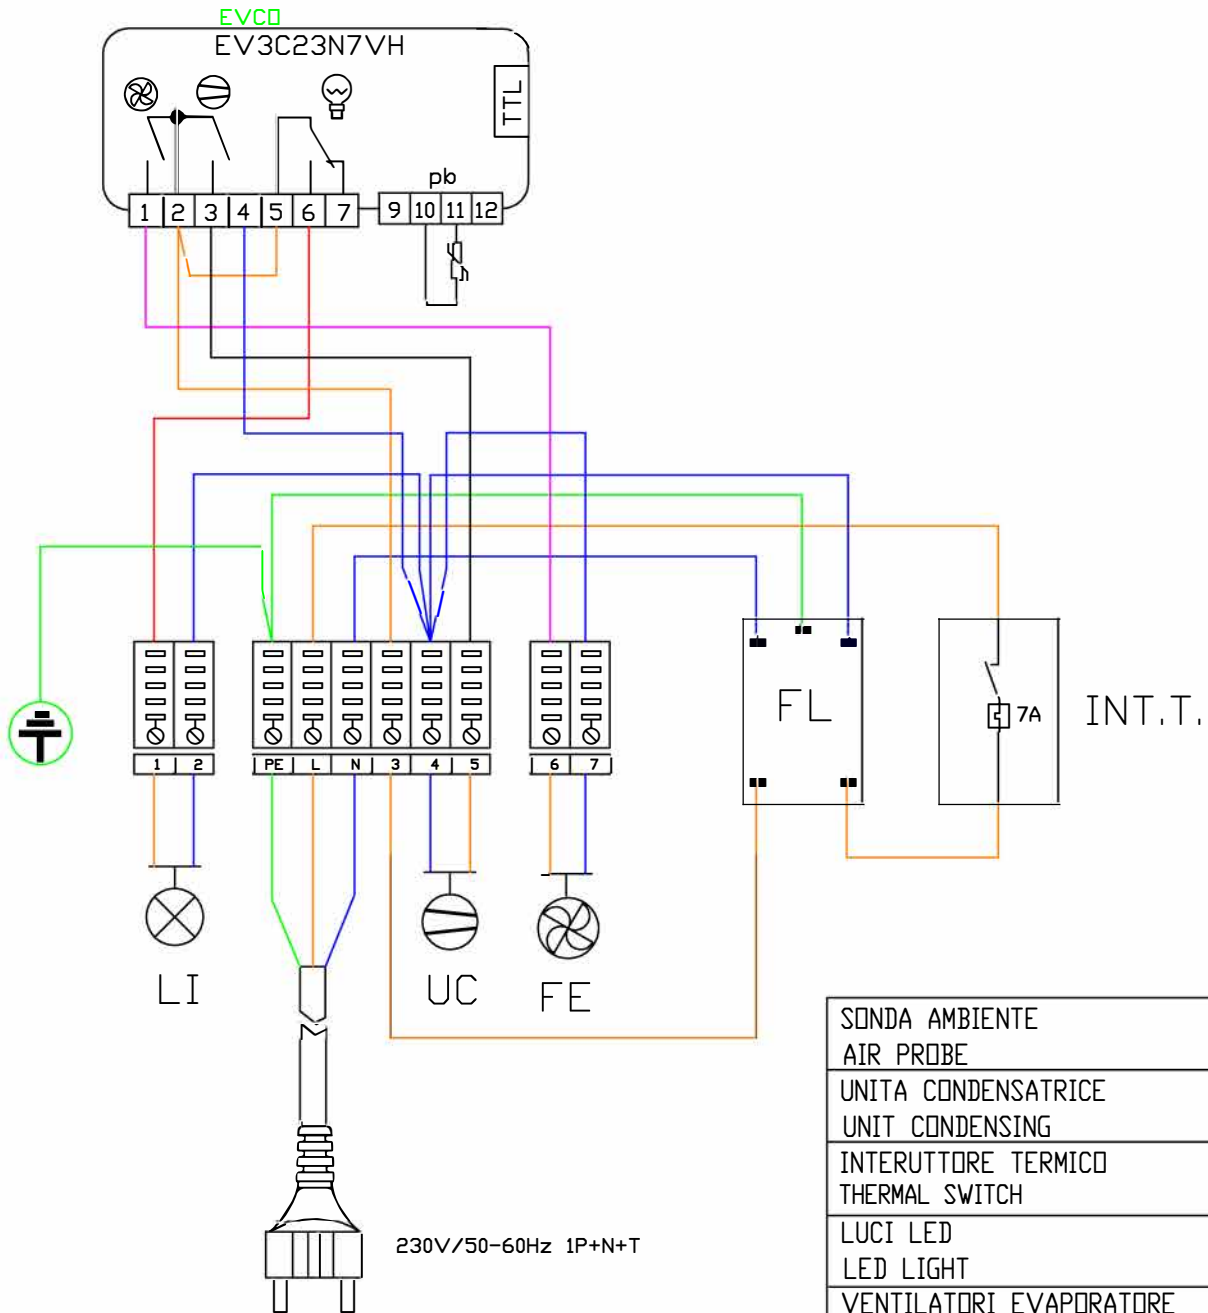 EVCO
EV3C23N7VH
TTL
pb
1 2 3 4 5 6 7 9 10 11 12
FL
7A
INT.T.
1 2 PE L N 3 4 5 6 7
LI
UC
FE
230V/50-60Hz 1P+N+T
SONDA AMBIENTE
AIR PROBE
UNITA CONDENSATRICE
UNIT CONDENSING
INTERUTTORE TERMICO
THERMAL SWITCH
LUCI LED
LED LIGHT
VENTILATORI EVAPORATORE